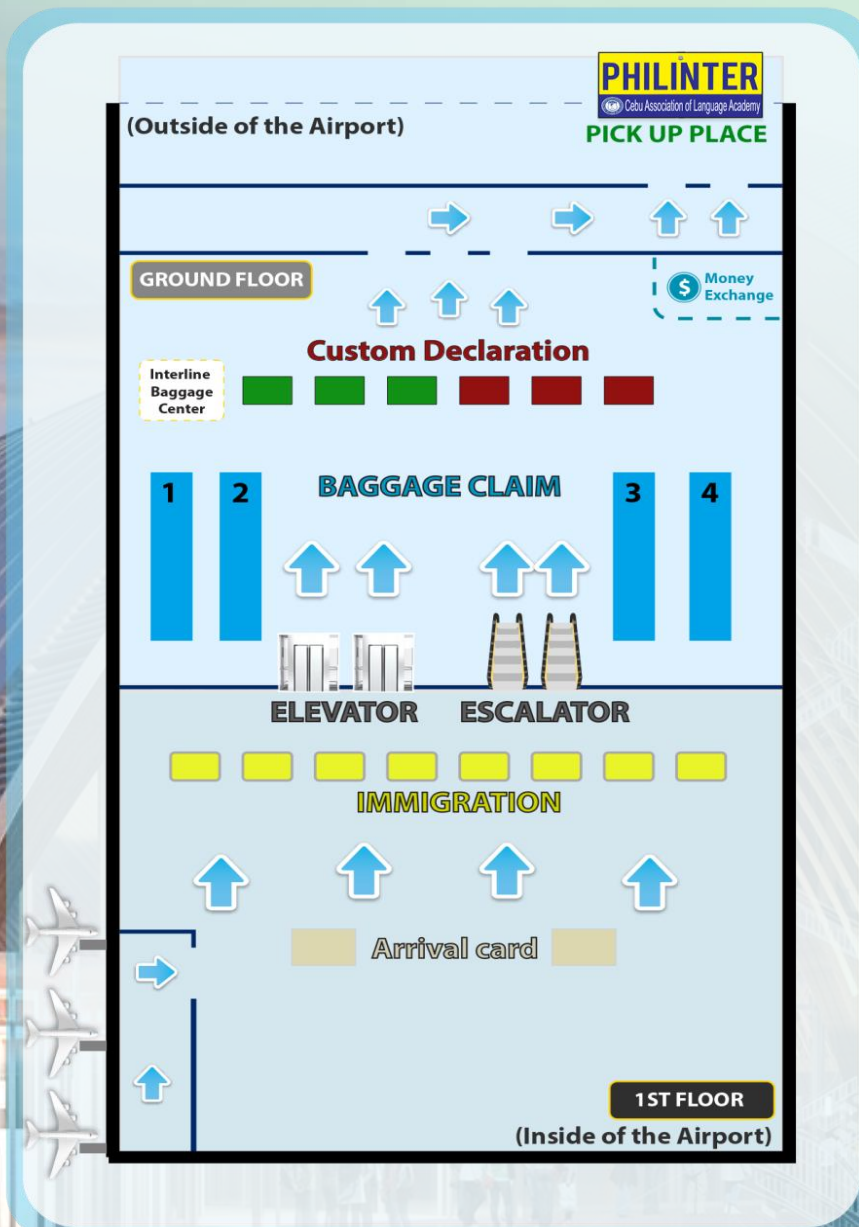 PHILINTER
Cebu Association of Language Academy
(Outside of the Airport)
PICK UP PLACE
GROUND FLOOR
$ Money
Exchange
Custom Declaration
Interline
Baggage
Center
BAGGAGE CLAIM
1
2
3
4
ELEVATOR
ESCALATOR
IMMIGRATION
Arrival card
1ST FLOOR
(Inside of the Airport)